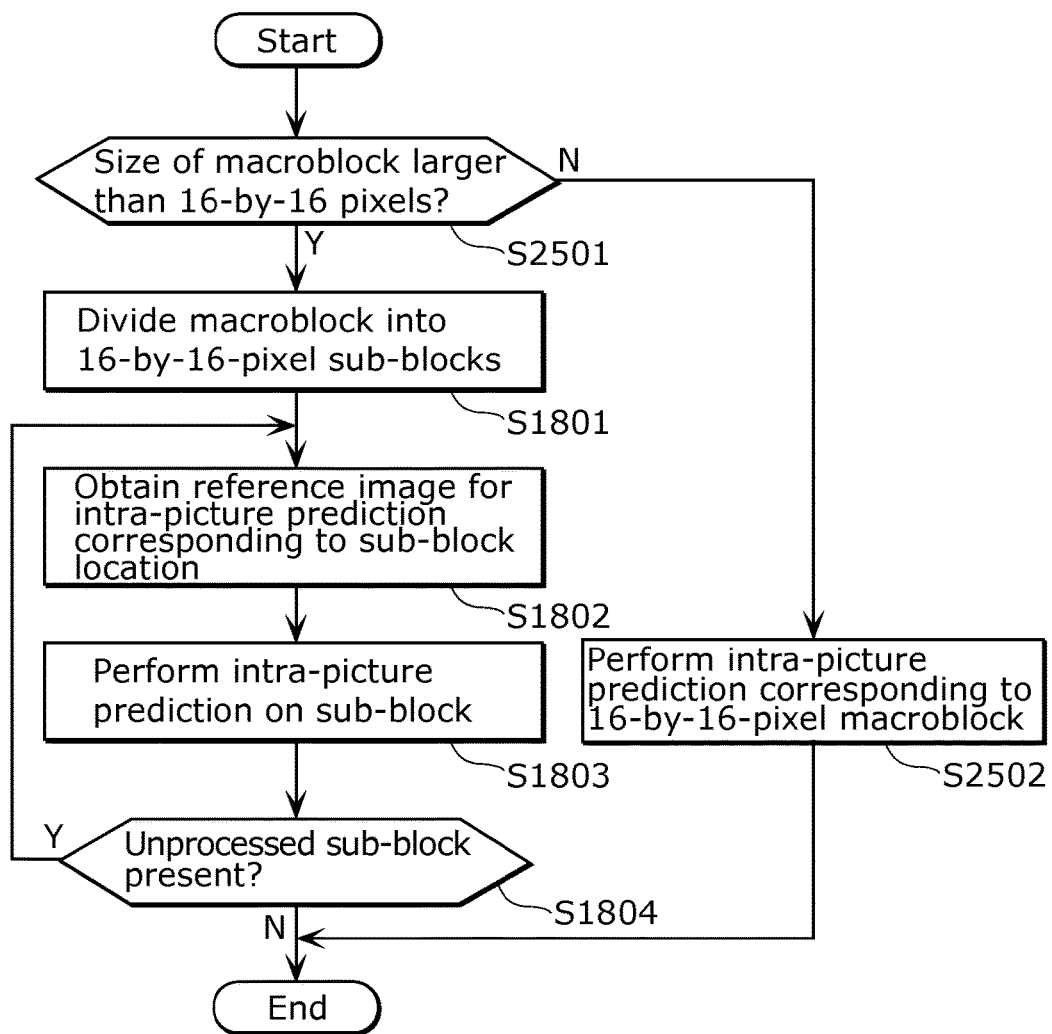 Start
Size of macroblock larger
than 16-by-16 pixels?
N
Y
S2501
Divide macroblock into
16-by-16-pixel sub-blocks
S1801
Obtain reference image for
intra-picture prediction
corresponding to sub-block
location
S1802
Perform intra-picture
prediction on sub-block
S1803
Perform intra-picture
prediction corresponding to
16-by-16-pixel macroblock
S2502
Y
Unprocessed sub-block
present?
S1804
N
End